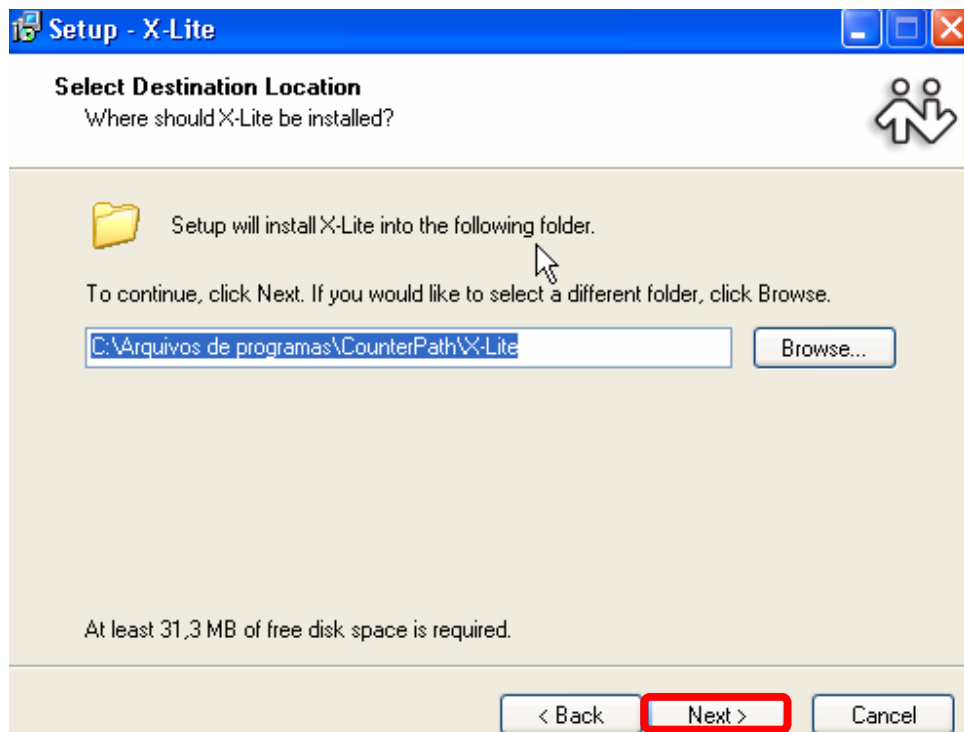 Setup - X-Lite
Select Destination Location
Where should X-Lite be installed?
Setup will install X-Lite into the following folder.
To continue, click Next. If you would like to select a different folder, click Browse.
C:\Arquivos de programas\CounterPath\X-Lite
Browse...
At least 31,3 MB of free disk space is required.
< Back
Next >
Cancel